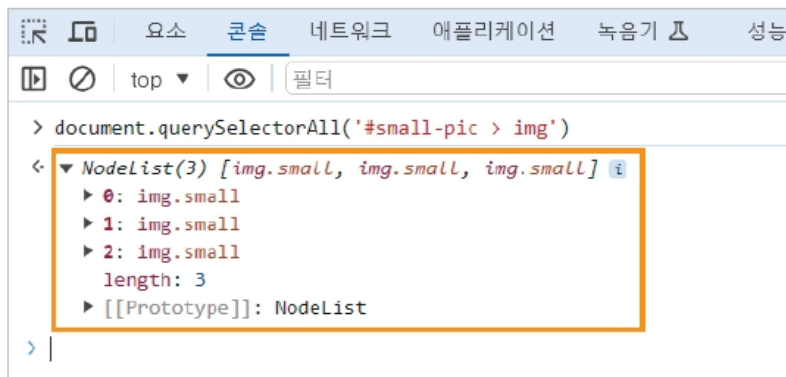 요소 콘솔 네트워크 애플리케이션 녹음기 성능
top ▼ 필터
> document.querySelectorAll('#small-pic > img')
<· ▼ NodeList(3) [img.small, img.small, img.small] i
▶ 0: img.small
▶ 1: img.small
▶ 2: img.small
length: 3
▶ [[Prototype]]: NodeList
>